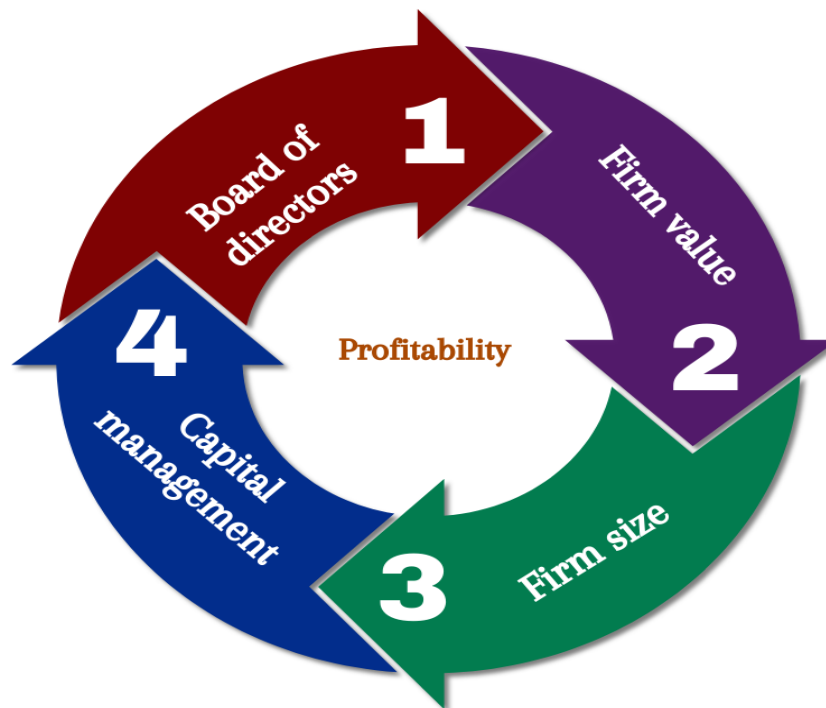 1
Board of
directors
Firm value
2
Profitability
4
Capital
management
3
Firm size